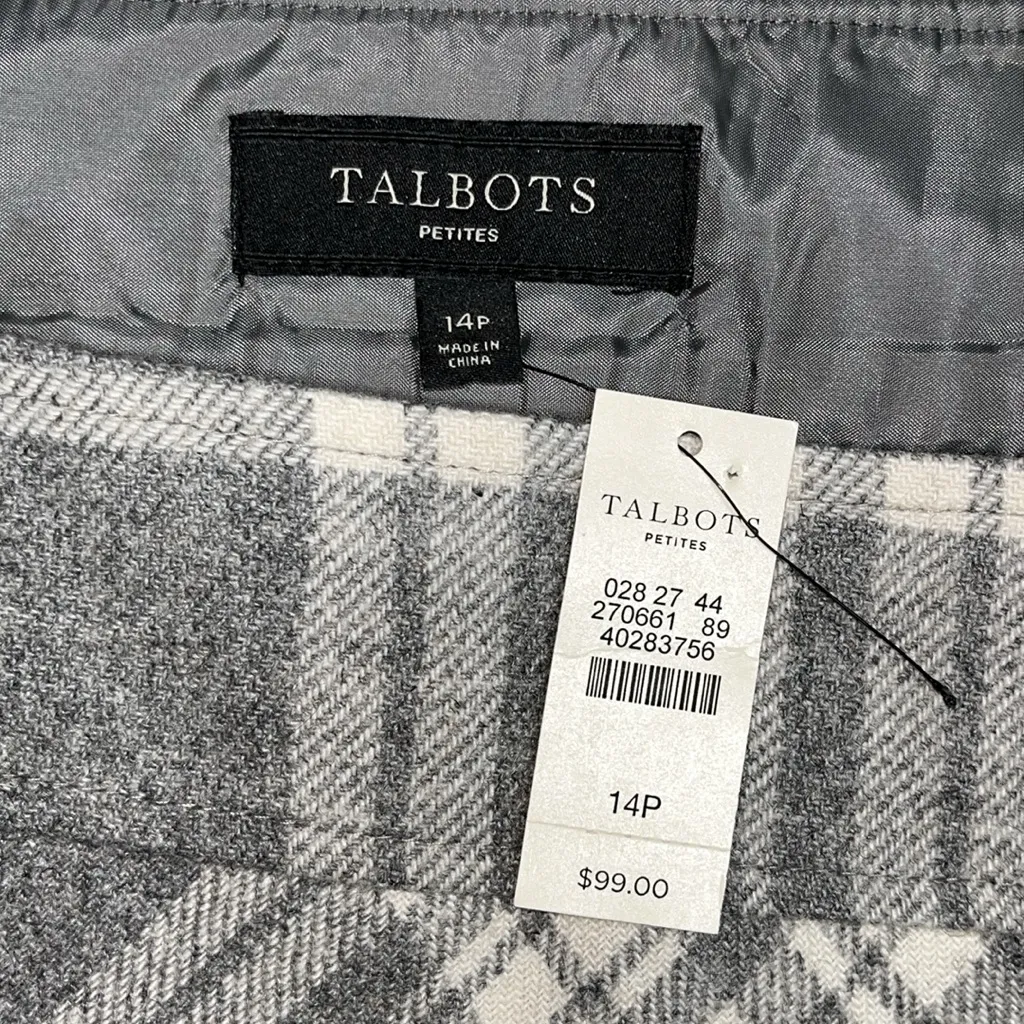 TALBOTS
PETITES
14P
MADE IN
CHINA
TALBOTS
PETITES
028 27 44
270661 89
40283756
14P
$99.00